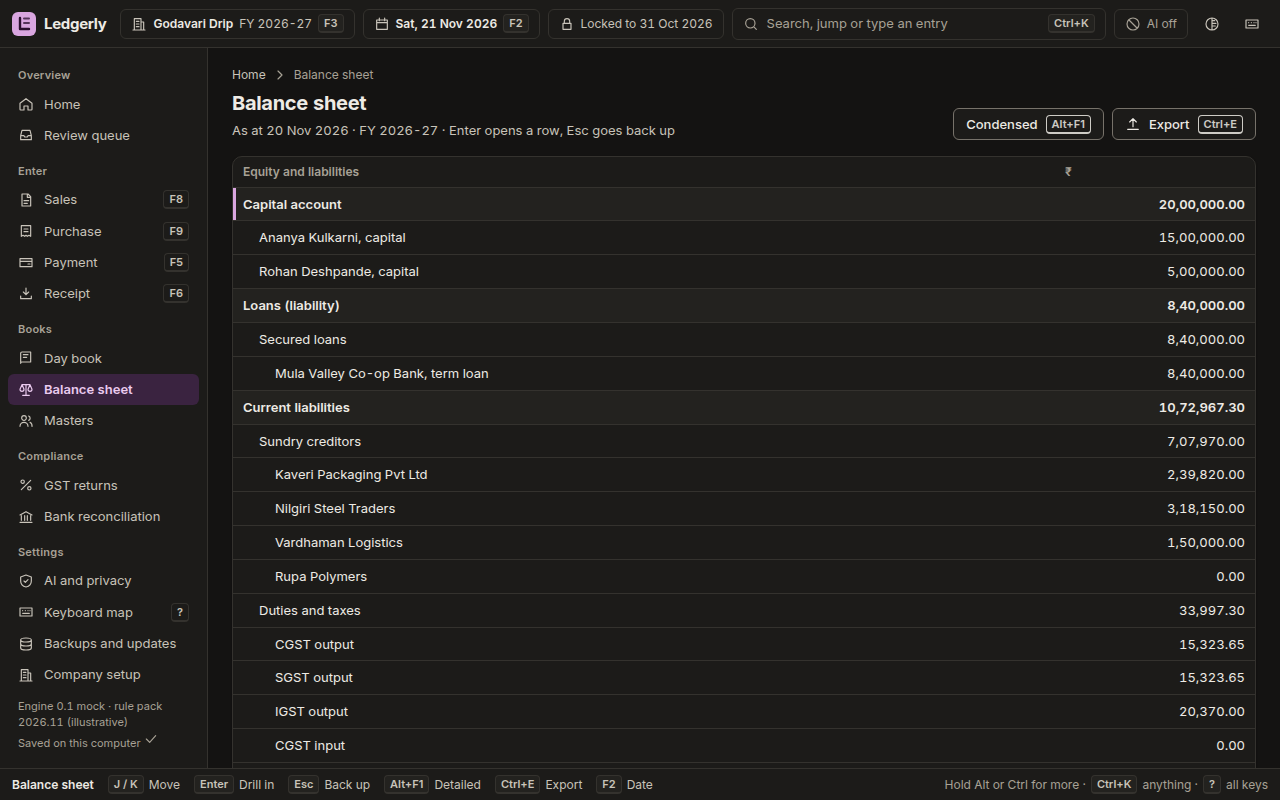 Ledgerly
Godavari Drip FY 2026-27 F3
Sat, 21 Nov 2026 F2
Locked to 31 Oct 2026
Search, jump or type an entry Ctrl+K
AI off
Overview
Home
Review queue
Enter
Sales F8
Purchase F9
Payment F5
Receipt F6
Books
Day book
Balance sheet
Masters
Compliance
GST returns
Bank reconciliation
Settings
AI and privacy
Keyboard map ?
Backups and updates
Company setup
Engine 0.1 mock · rule pack
2026.11 (illustrative)
Saved on this computer
Home > Balance sheet
Balance sheet
As at 20 Nov 2026 · FY 2026-27 · Enter opens a row, Esc goes back up
Condensed Alt+F1
Export Ctrl+E
Equity and liabilities ₹
Capital account 20,00,000.00
Ananya Kulkarni, capital 15,00,000.00
Rohan Deshpande, capital 5,00,000.00
Loans (liability) 8,40,000.00
Secured loans 8,40,000.00
Mula Valley Co-op Bank, term loan 8,40,000.00
Current liabilities 10,72,967.30
Sundry creditors 7,07,970.00
Kaveri Packaging Pvt Ltd 2,39,820.00
Nilgiri Steel Traders 3,18,150.00
Vardhaman Logistics 1,50,000.00
Rupa Polymers 0.00
Duties and taxes 33,997.30
CGST output 15,323.65
SGST output 15,323.65
IGST output 20,370.00
CGST input 0.00
Balance sheet J / K Move Enter Drill in Esc Back up Alt+F1 Detailed Ctrl+E Export F2 Date
Hold Alt or Ctrl for more · Ctrl+K anything · ? all keys